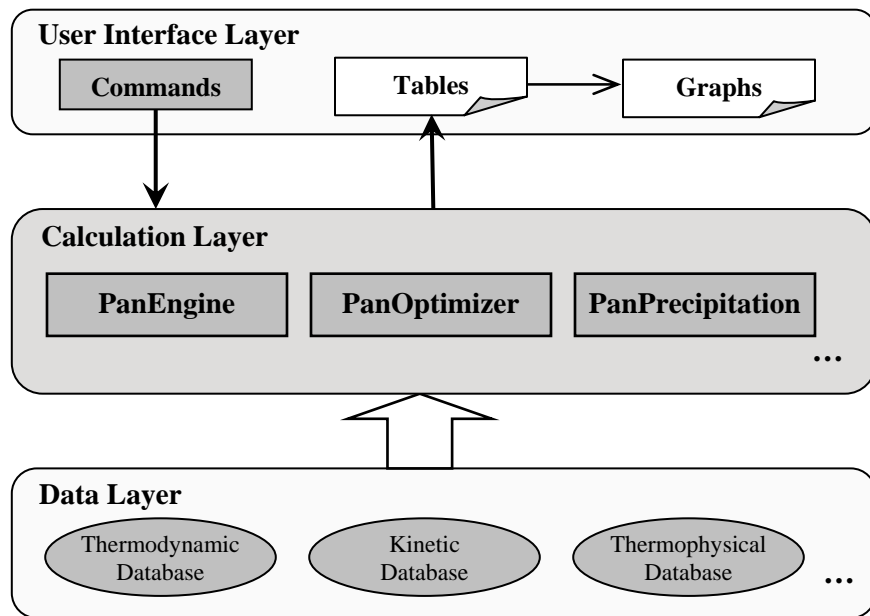 User Interface Layer
Commands
Tables
Graphs
Calculation Layer
PanEngine
PanOptimizer
PanPrecipitation
...
Data Layer
Thermodynamic
Database
Kinetic
Database
Thermophysical
Database
...